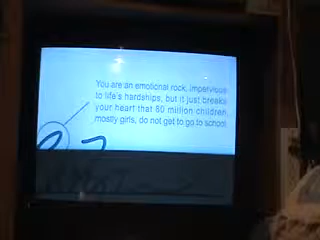 You are an emotional rock, impervious
to life's hardships, but it just breaks
your heart that 80 million children,
mostly girls, do not get to go to school